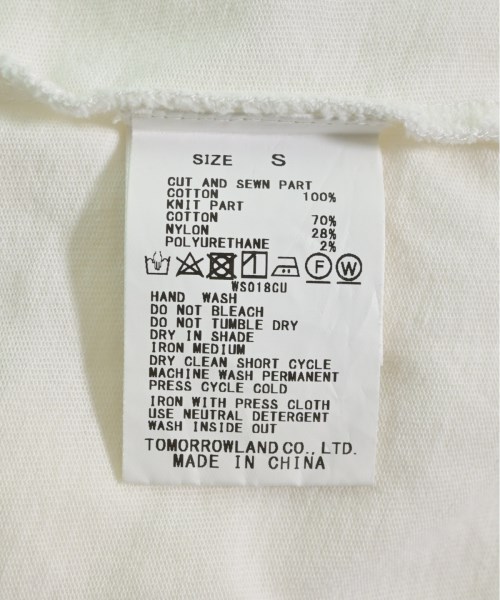 SIZE S
CUT AND SEWN PART
COTTON 100%
KNIT PART
COTTON 70%
NYLON 28%
POLYURETHANE 2%
F W
WS018CU
HAND WASH
DO NOT BLEACH
DO NOT TUMBLE DRY
DRY IN SHADE
IRON MEDIUM
DRY CLEAN SHORT CYCLE
MACHINE WASH PERMANENT
PRESS CYCLE COLD
IRON WITH PRESS CLOTH
USE NEUTRAL DETERGENT
WASH INSIDE OUT
TOMORROWLAND CO., LTD.
MADE IN CHINA